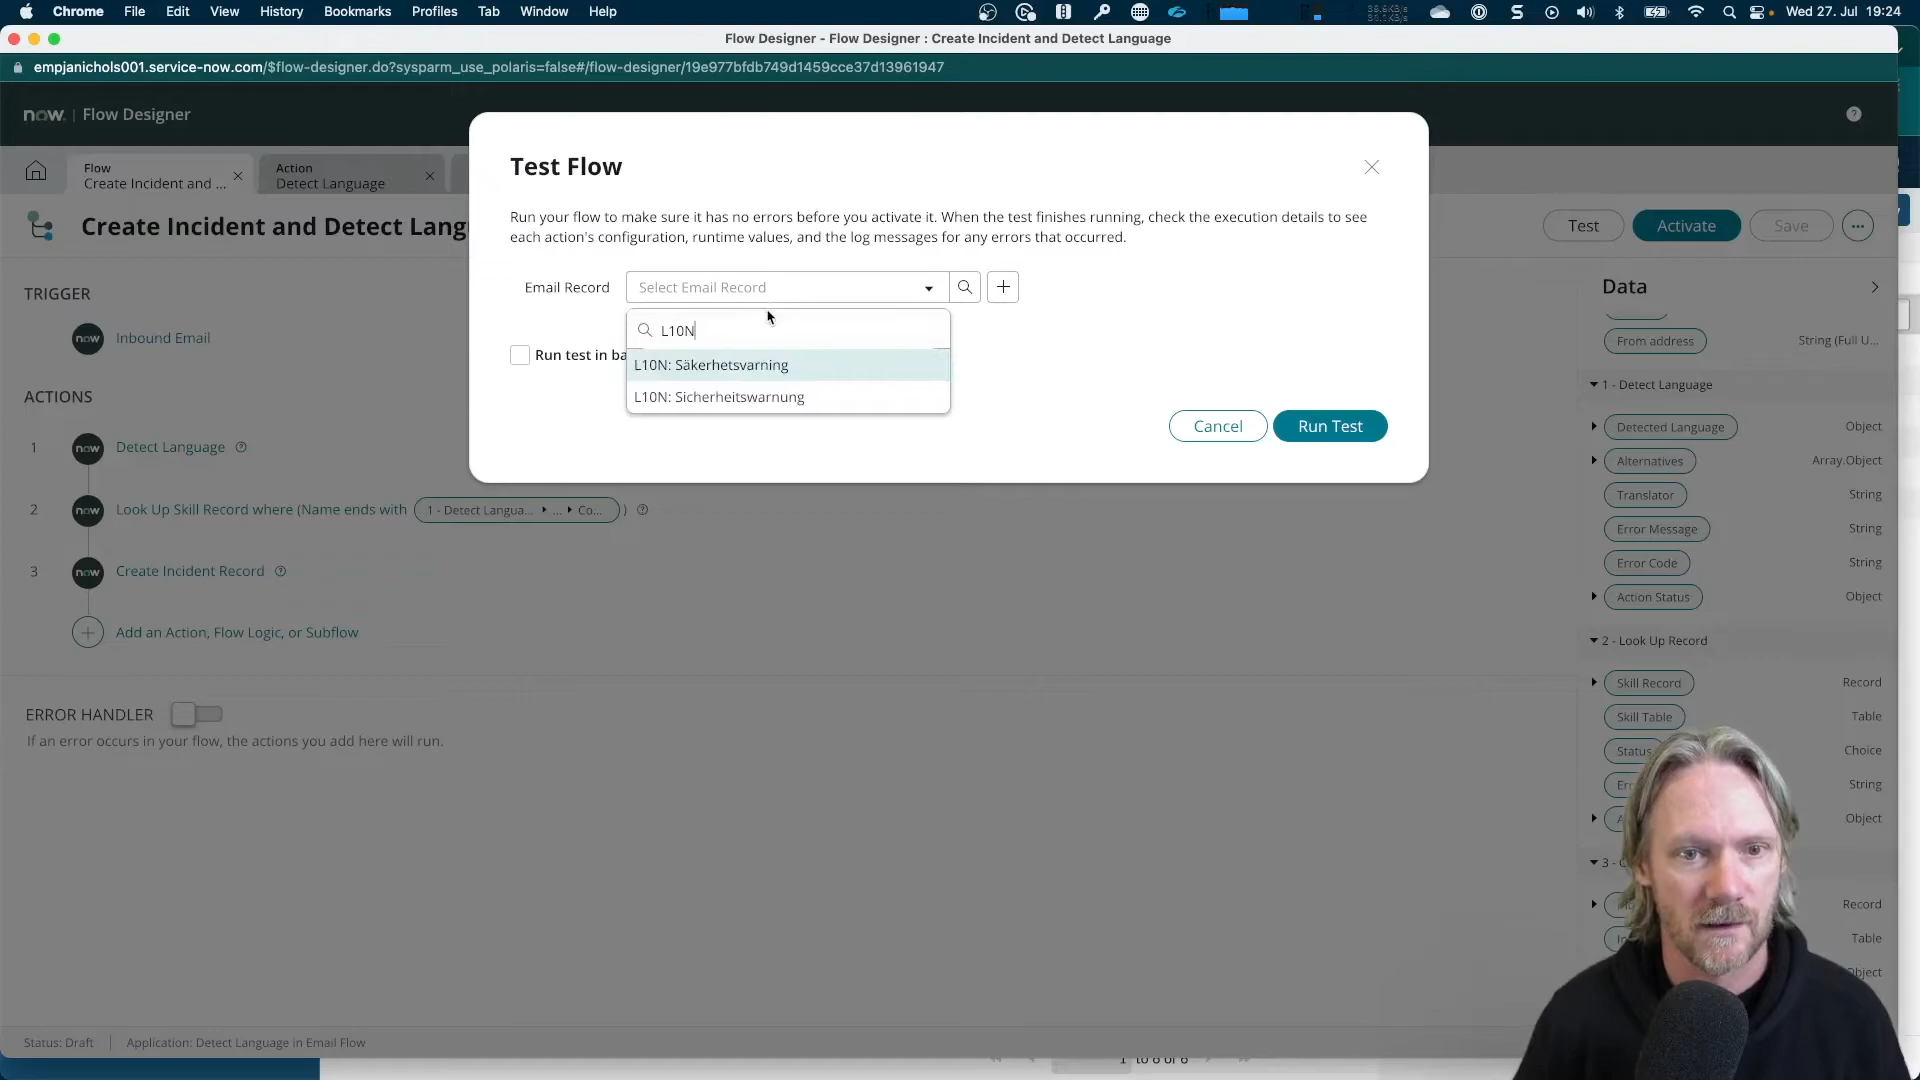 Chrome File Edit View History Bookmarks Profiles Tab Window Help
Wed 27. Jul 19:24
Flow Designer - Flow Designer : Create Incident and Detect Language
empjanichols001.service-now.com/$flow-designer.do?sysparm_use_polaris=false#/flow-designer/19e977bfdb749d1459cce37d13961947
now. | Flow Designer
Flow
Create Incident and ...
Action
Detect Language
Create Incident and Detect Lang
Test
Activate
Save
Test Flow
Run your flow to make sure it has no errors before you activate it. When the test finishes running, check the execution details to see
each action's configuration, runtime values, and the log messages for any errors that occurred.
Email Record
Select Email Record
L10N
Run test in ba
L10N: Säkerhetsvarning
L10N: Sicherheitswarnung
Cancel
Run Test
TRIGGER
now
Inbound Email
ACTIONS
1 now Detect Language
2 now Look Up Skill Record where (Name ends with 1 - Detect Langua... ... Co... )
3 now Create Incident Record
Add an Action, Flow Logic, or Subflow
ERROR HANDLER
If an error occurs in your flow, the actions you add here will run.
Data
From address String (Full U...
1 - Detect Language
Detected Language Object
Alternatives Array.Object
Translator String
Error Message String
Error Code String
Action Status Object
2 - Look Up Record
Skill Record Record
Skill Table Table
Status Choice
String
Object
3 -
Record
Table
Status: Draft | Application: Detect Language in Email Flow
1 to 6 of 6